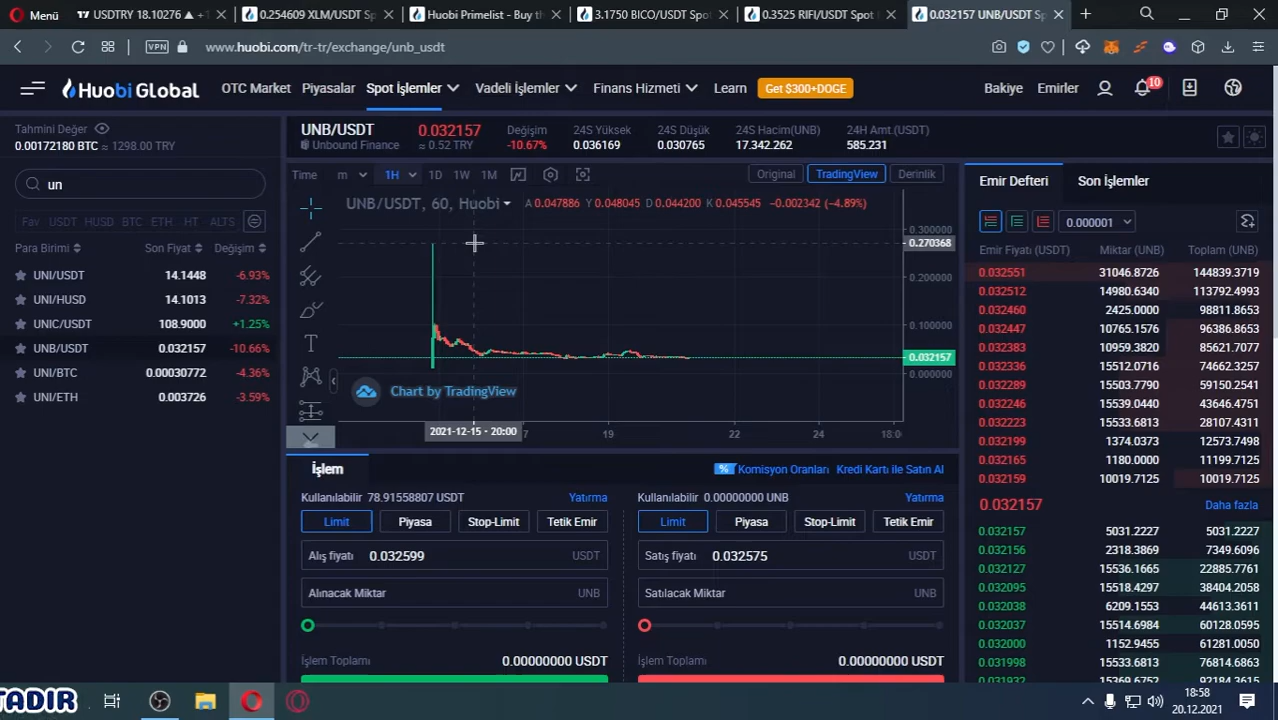 Menü
USDTRY 18.10276 ▲ +1
0.254609 XLM/USDT Sp
Huobi Primelist - Buy th
3.1750 BICO/USDT Spot
0.3525 RIFI/USDT Spot
0.032157 UNB/USDT Sp
VPN
www.huobi.com/tr-tr/exchange/unb_usdt
Huobi Global
OTC Market
Piyasalar
Spot İşlemler
Vadeli İşlemler
Finans Hizmeti
Learn
Get $300+DOGE
Bakiye
Emirler
10
Tahmini Değer
0.00172180 BTC ≈ 1298.00 TRY
un
Fav USDT HUSD BTC ETH HT ALTS
Para Birimi Son Fiyat Değişim
UNI/USDT 14.1448 -6.93%
UNI/HUSD 14.1013 -7.32%
UNIC/USDT 108.9000 +1.25%
UNB/USDT 0.032157 -10.66%
UNI/BTC 0.00030772 -4.36%
UNI/ETH 0.003726 -3.59%
UNB/USDT 0.032157 Değişim 24S Yüksek 24S Düşük 24S Hacim(UNB) 24H Amt.(USDT)
Unbound Finance ≈ 0.52 TRY -10.67% 0.036169 0.030765 17.342.262 585.231
Time m 1H 1D 1W 1M Original TradingView Derinlik
UNB/USDT, 60, Huobi A 0.047886 Y 0.048045 D 0.044200 K 0.045545 −0.002342 (−4.89%)
0.300000
0.270368
0.200000
0.100000
0.032157
0.000000
Chart by TradingView
2021-12-15 - 20:00 7 19 22 24 18:0
İşlem
Komisyon Oranları Kredi Kartı ile Satın Al
Kullanılabilir 78.91558807 USDT Yatırma
Limit Piyasa Stop-Limit Tetik Emir
Alış fiyatı 0.032599 USDT
Alınacak Miktar UNB
İşlem Toplamı 0.00000000 USDT
Kullanılabilir 0.00000000 UNB Yatırma
Limit Piyasa Stop-Limit Tetik Emir
Satış fiyatı 0.032575 USDT
Satılacak Miktar UNB
İşlem Toplamı 0.00000000 USDT
Emir Defteri Son İşlemler
0.000001
Emir Fiyatı (USDT) Miktar (UNB) Toplam (UNB)
0.032551 31046.8726 144839.3719
0.032512 14980.6340 113792.4993
0.032460 2425.0000 98811.8653
0.032447 10765.1576 96386.8653
0.032383 10959.3820 85621.7077
0.032336 15512.0716 74662.3257
0.032289 15503.7790 59150.2541
0.032246 15539.0440 43646.4751
0.032223 15533.9880 28107.4311
0.032199 1374.0373 12573.7498
0.032165 1180.0000 11199.7125
0.032159 10019.7125 10019.7125
0.032157 Daha fazla
0.032157 5031.2227 5031.2227
0.032156 2318.3869 7349.6096
0.032127 15536.1665 22885.7761
0.032095 15518.4297 38404.2058
0.032038 6209.1553 44613.3611
0.032037 15514.6984 60128.0595
0.032000 1152.9455 61281.0050
0.031998 15533.6813 76814.6863
0.031932 15369.6752 92184.3615
TADIR
18:58
20.12.2021